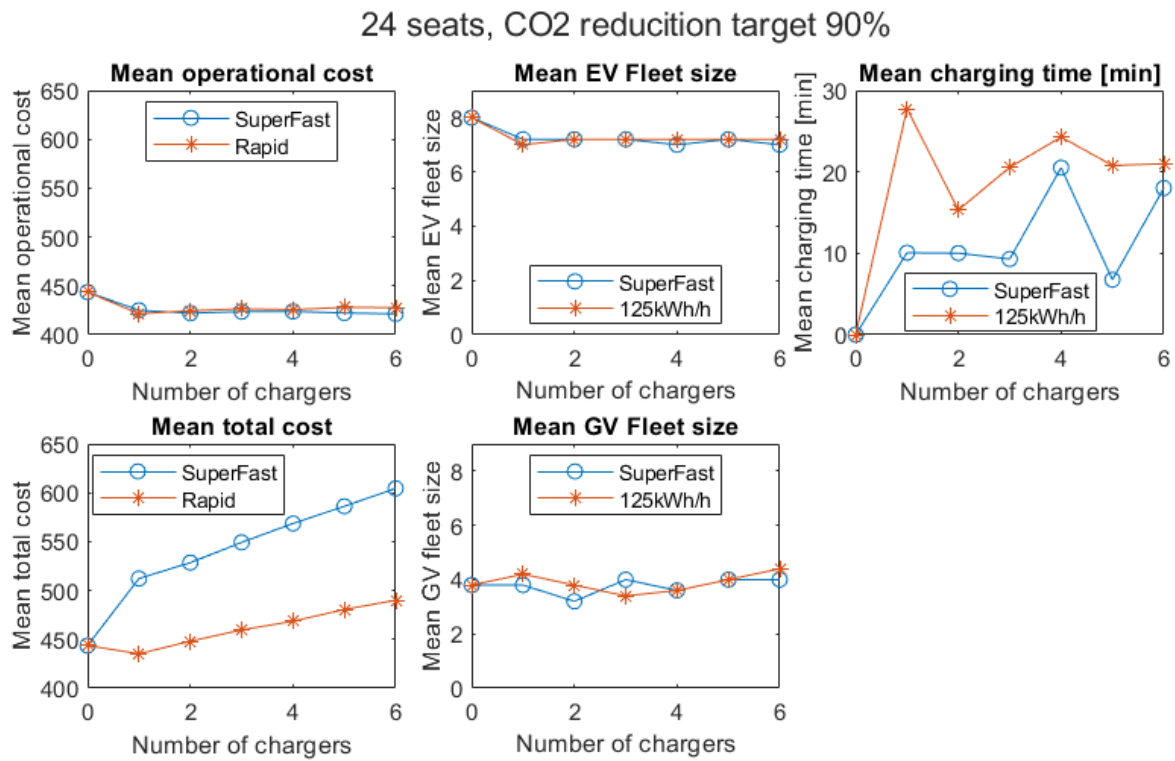 24 seats, CO2 reducition target 90%
Mean operational cost
650
600
550
500
450
400
0
2
4
6
Mean operational cost
Number of chargers
SuperFast
Rapid
Mean EV Fleet size
8
6
4
2
0
0
2
4
6
Mean EV fleet size
Number of chargers
SuperFast
125kWh/h
Mean charging time [min]
30
20
10
0
0
2
4
6
Mean charging time [min]
Number of chargers
SuperFast
125kWh/h
Mean total cost
650
600
550
500
450
400
0
2
4
6
Mean total cost
Number of chargers
SuperFast
Rapid
Mean GV Fleet size
8
6
4
2
0
0
2
4
6
Mean GV fleet size
Number of chargers
SuperFast
125kWh/h